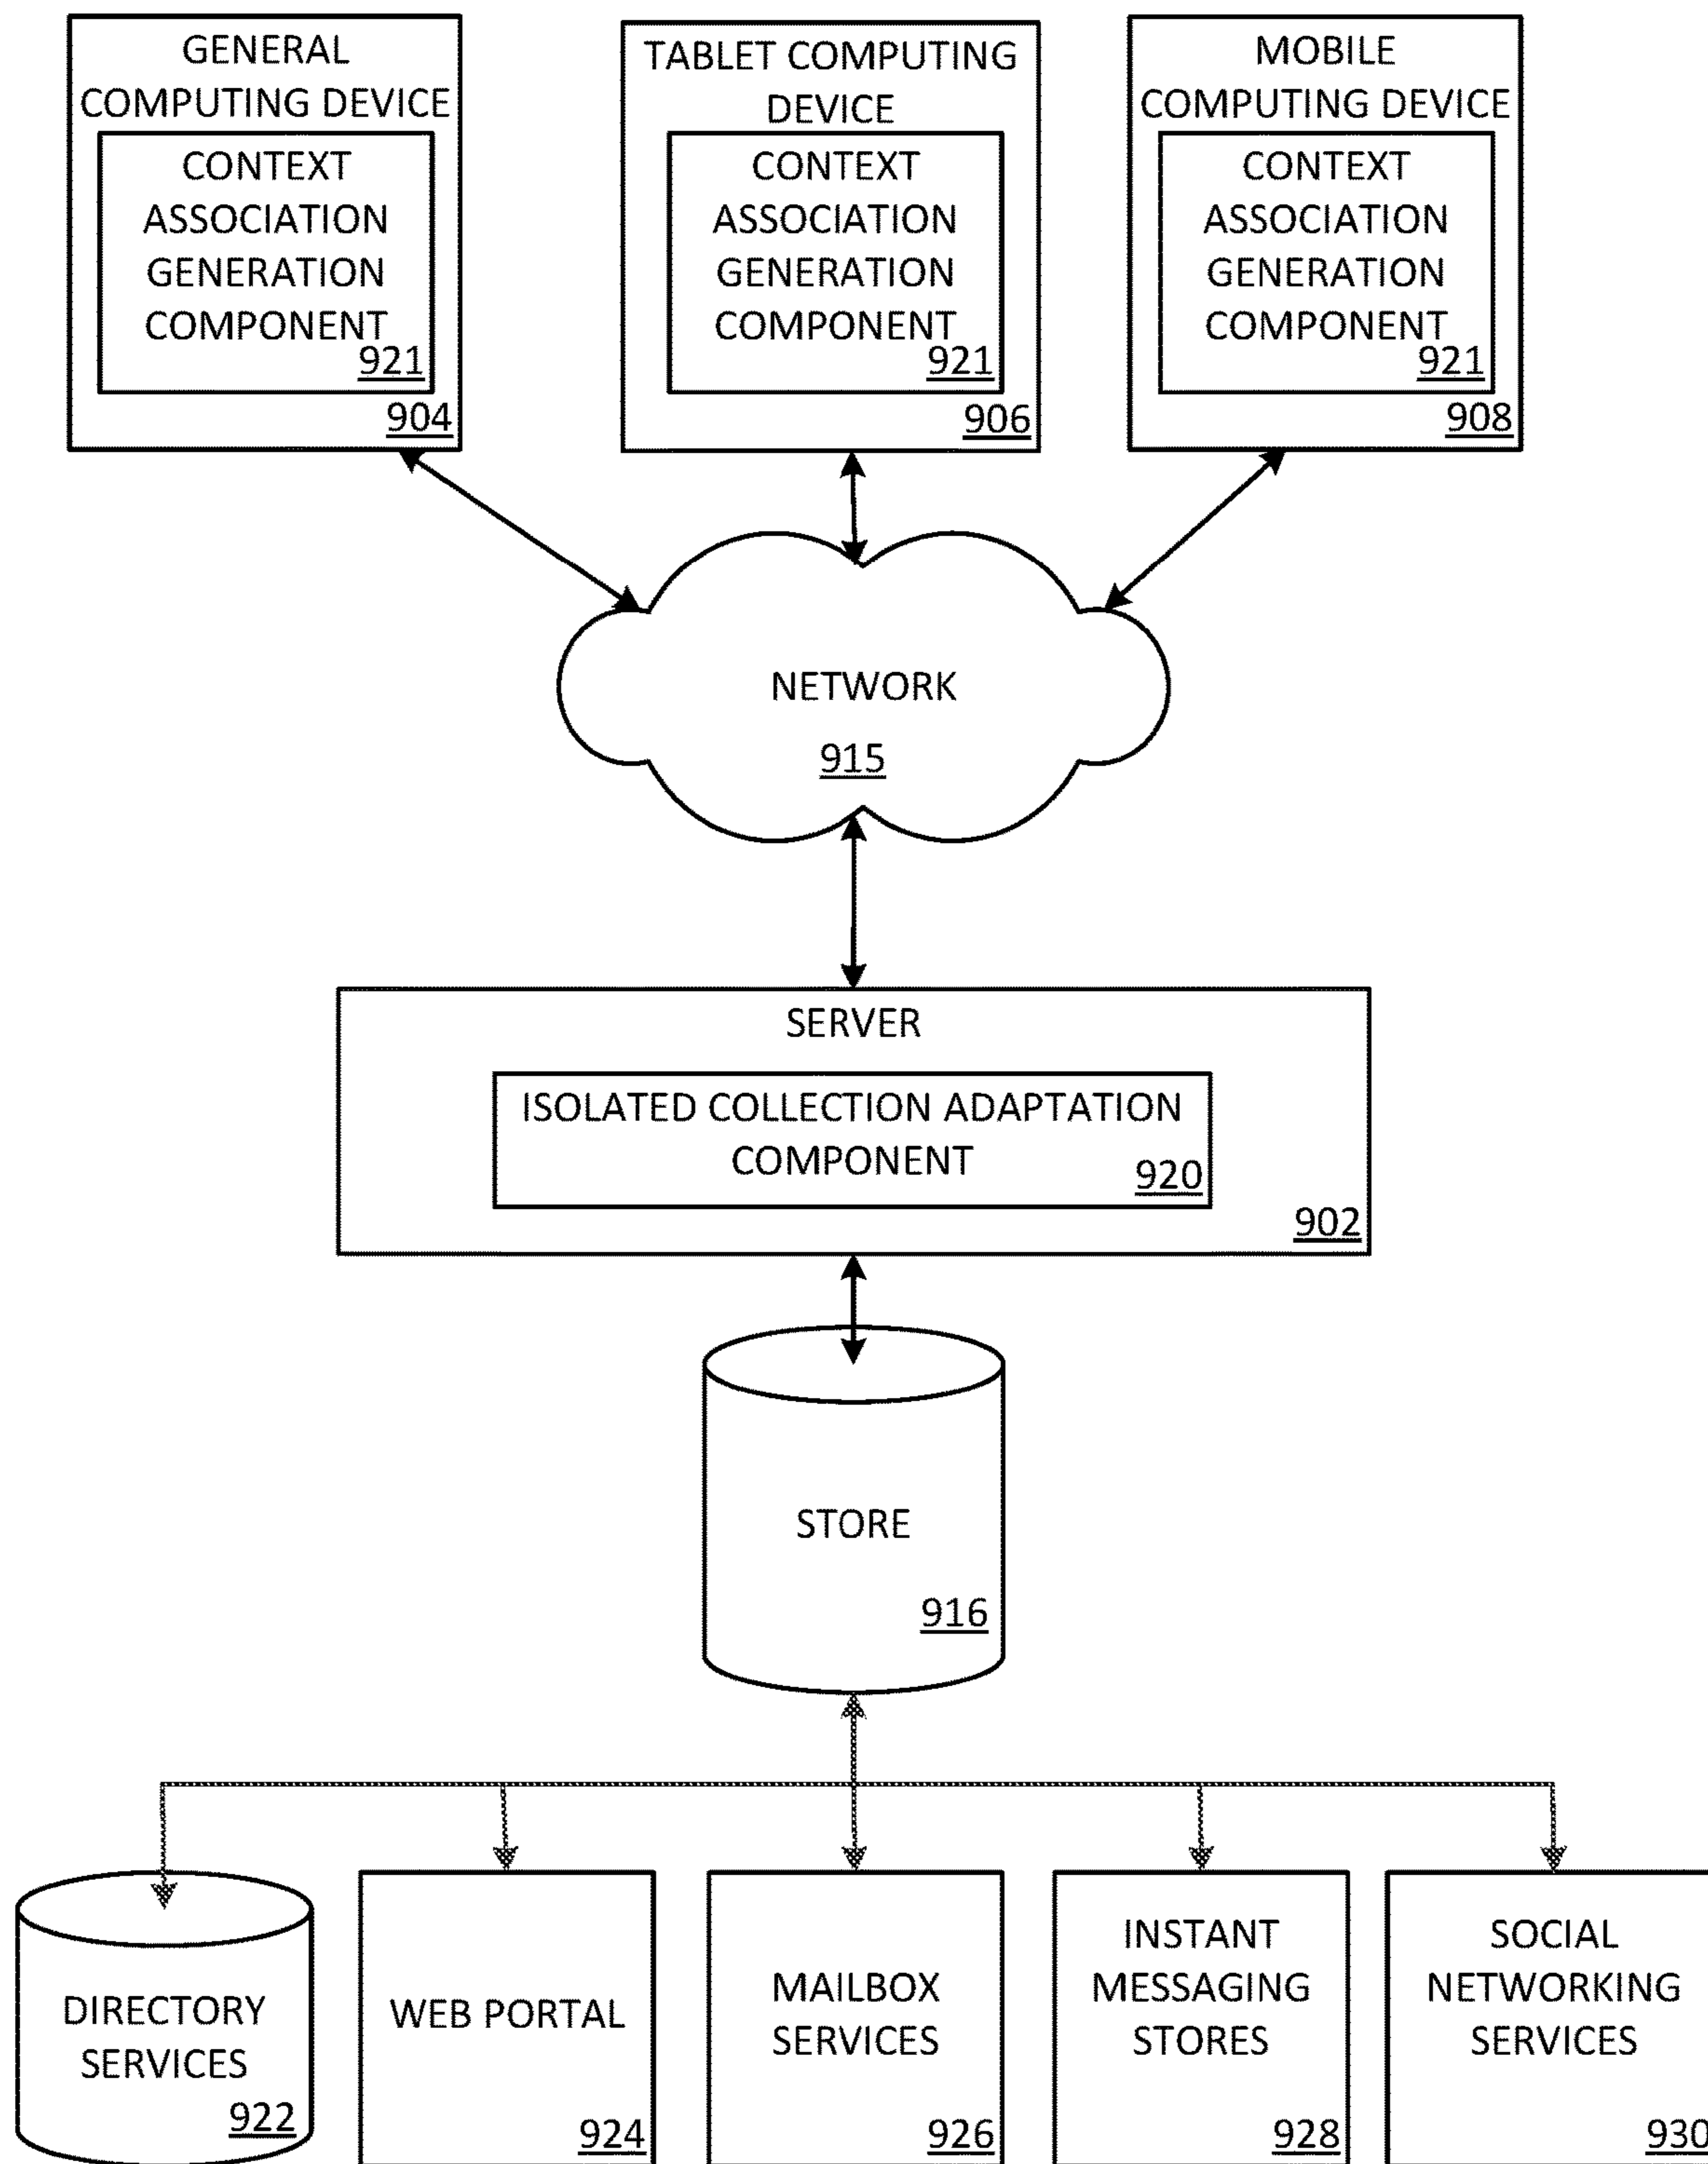 GENERAL
COMPUTING DEVICE
CONTEXT
ASSOCIATION
GENERATION
COMPONENT
921
904
TABLET COMPUTING
DEVICE
CONTEXT
ASSOCIATION
GENERATION
COMPONENT
921
906
MOBILE
COMPUTING DEVICE
CONTEXT
ASSOCIATION
GENERATION
COMPONENT
921
908
NETWORK
915
SERVER
ISOLATED COLLECTION ADAPTATION
COMPONENT
920
902
STORE
916
DIRECTORY
SERVICES
922
WEB PORTAL
924
MAILBOX
SERVICES
926
INSTANT
MESSAGING
STORES
928
SOCIAL
NETWORKING
SERVICES
930